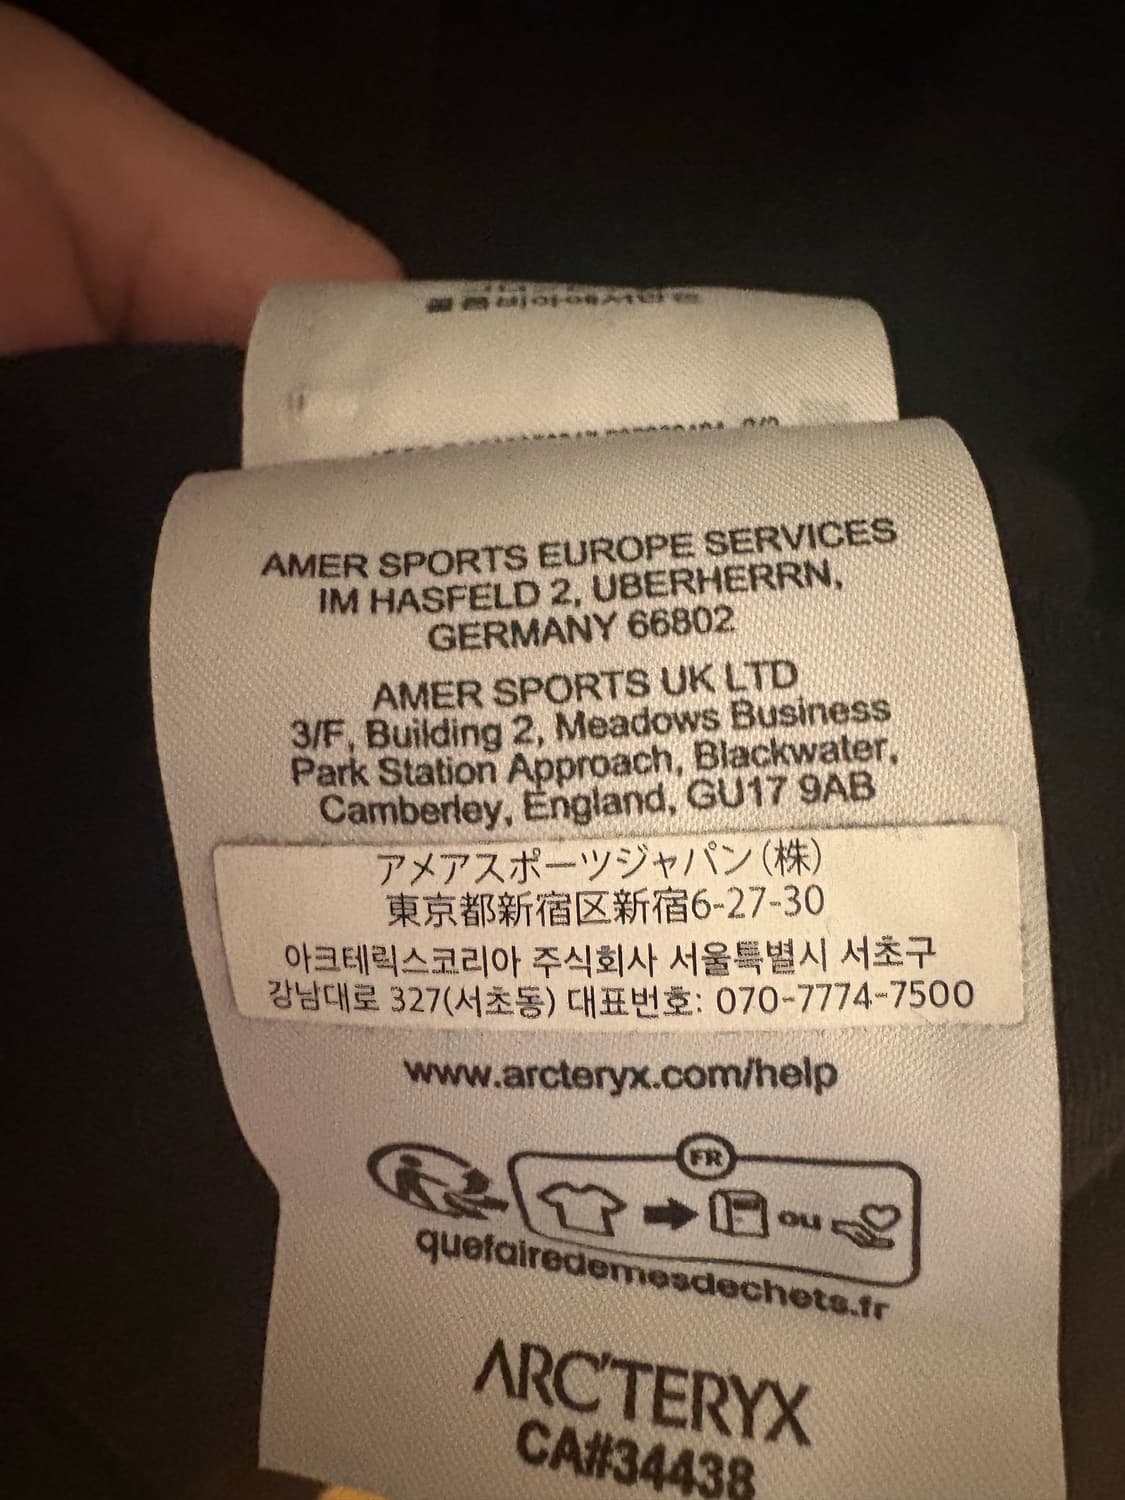 AMER SPORTS EUROPE SERVICES
IM HASFELD 2, UBERHERRN,
GERMANY 66802
AMER SPORTS UK LTD
3/F, Building 2, Meadows Business
Park Station Approach, Blackwater,
Camberley, England, GU17 9AB
アメアスポーツジャパン(株)
東京都新宿区新宿6-27-30
아크테릭스코리아 주식회사 서울특별시 서초구
강남대로 327(서초동) 대표번호: 070-7774-7500
www.arcteryx.com/help
FR
ou
quefairedemesdechets.fr
ARC'TERYX
CA#34438